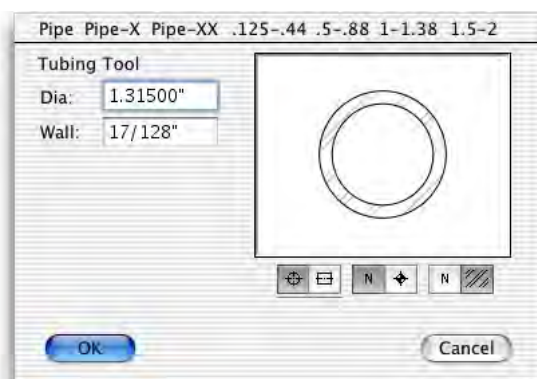 Pipe Pipe-X Pipe-XX .125-.44 .5-.88 1-1.38 1.5-2
Tubing Tool
Dia: 1.31500"
Wall: 17/128"
N N
OK Cancel